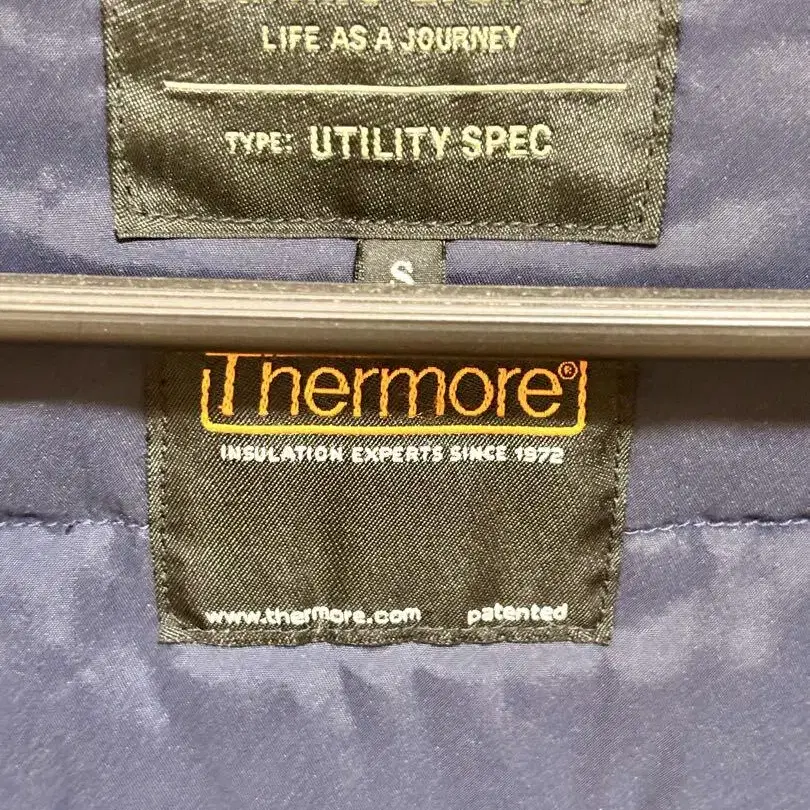 LIFE AS A JOURNEY
TYPE: UTILITY SPEC
S
Thermore®
INSULATION EXPERTS SINCE 1972
www.thermore.com patented